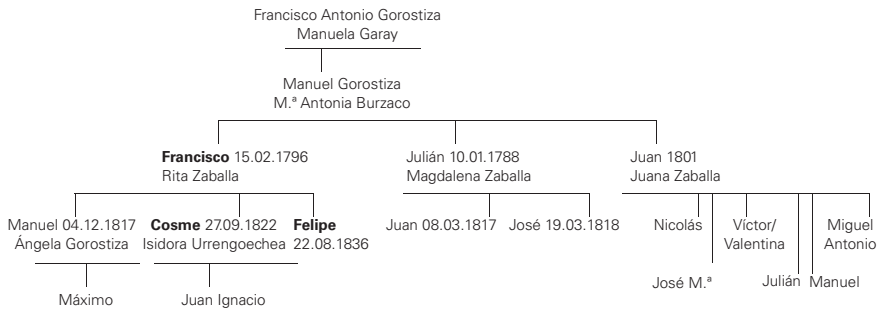 Francisco Antonio Gorostiza
Manuela Garay
Manuel Gorostiza
M.ª Antonia Burzaco
Francisco 15.02.1796
Rita Zaballa
Julián 10.01.1788
Magdalena Zaballa
Juan 1801
Juana Zaballa
Manuel 04.12.1817
Ángela Gorostiza
Cosme 27.09.1822
Isidora Urrengoechea
Felipe
22.08.1836
Juan 08.03.1817
José 19.03.1818
Nicolás
Víctor/
Valentina
Miguel
Antonio
José M.ª
Julián
Manuel
Máximo
Juan Ignacio